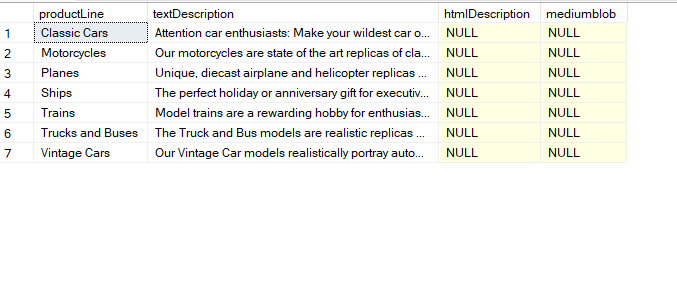 productLine textDescription htmlDescription mediumblob
1 Classic Cars Attention car enthusiasts: Make your wildest car o... NULL NULL
2 Motorcycles Our motorcycles are state of the art replicas of cla... NULL NULL
3 Planes Unique, diecast airplane and helicopter replicas ... NULL NULL
4 Ships The perfect holiday or anniversary gift for executiv... NULL NULL
5 Trains Model trains are a rewarding hobby for enthusias... NULL NULL
6 Trucks and Buses The Truck and Bus models are realistic replicas ... NULL NULL
7 Vintage Cars Our Vintage Car models realistically portray auto... NULL NULL